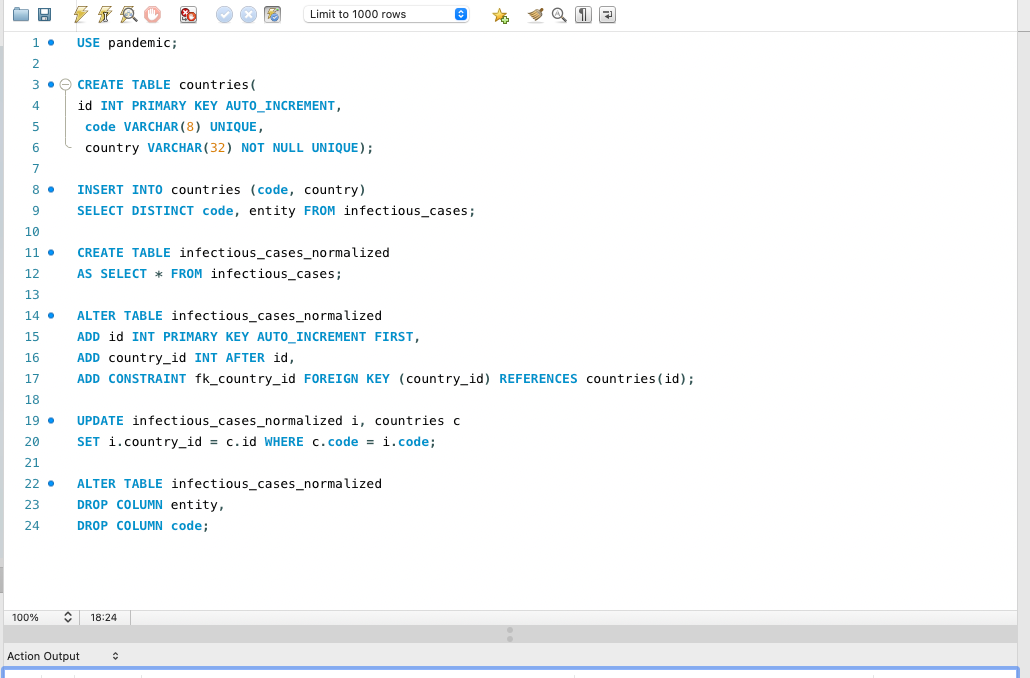 Limit to 1000 rows
1 USE pandemic;
2
3 CREATE TABLE countries(
4 id INT PRIMARY KEY AUTO_INCREMENT,
5 code VARCHAR(8) UNIQUE,
6 country VARCHAR(32) NOT NULL UNIQUE);
7
8 INSERT INTO countries (code, country)
9 SELECT DISTINCT code, entity FROM infectious_cases;
10
11 CREATE TABLE infectious_cases_normalized
12 AS SELECT * FROM infectious_cases;
13
14 ALTER TABLE infectious_cases_normalized
15 ADD id INT PRIMARY KEY AUTO_INCREMENT FIRST,
16 ADD country_id INT AFTER id,
17 ADD CONSTRAINT fk_country_id FOREIGN KEY (country_id) REFERENCES countries(id);
18
19 UPDATE infectious_cases_normalized i, countries c
20 SET i.country_id = c.id WHERE c.code = i.code;
21
22 ALTER TABLE infectious_cases_normalized
23 DROP COLUMN entity,
24 DROP COLUMN code;
100% 18:24
Action Output